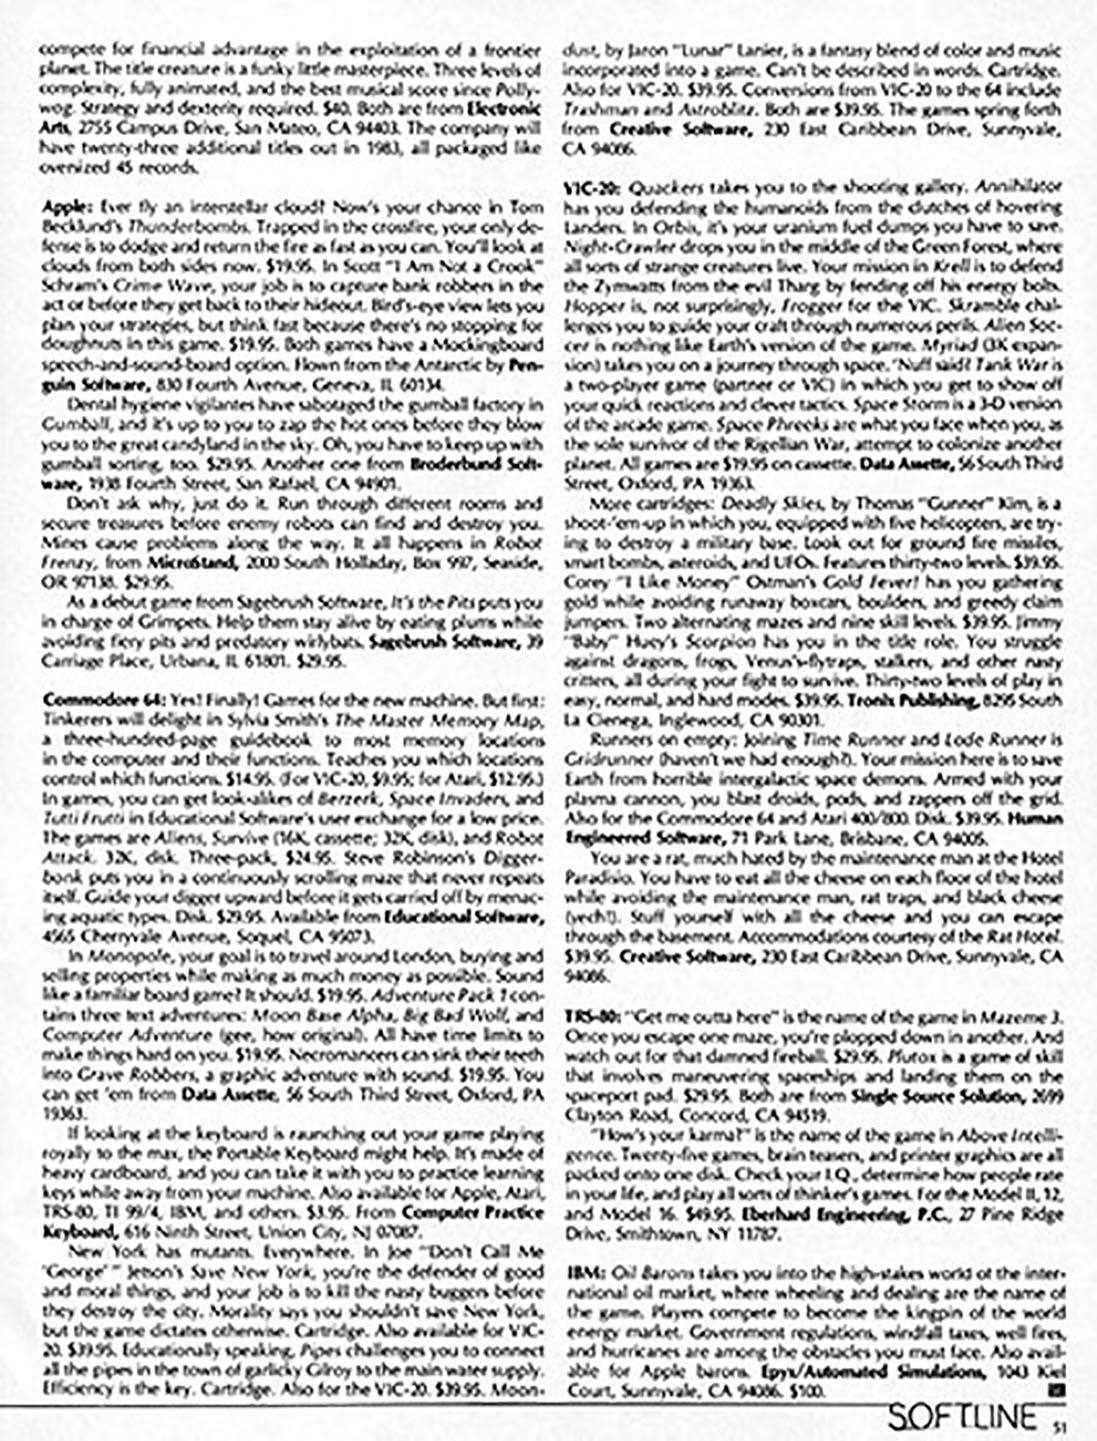 compete for financial advantage in the exploitation of a frontier
planet. The title creature is a funky little masterpiece. Three levels of
complexity, fully animated, and the best musical score since Polly-
wog. Strategy and dexterity required. $40. Both are from Electronic
Arts, 2755 Campus Drive, San Mateo, CA 94403. The company will
have twenty-three additional titles out in 1983, all packaged like
oversized 45 records.
Apple: Ever fly an interstellar cloud? Now's your chance in Tom
Becklund's Thunderbombs. Trapped in the crossfire, your only de-
fense is to dodge and return the fire as fast as you can. You'll look at
clouds from both sides now. $19.95. In Scott "I Am Not a Crook"
Schram's Crime Wave, your job is to capture bank robbers in the
act or before they get back to their hideout. Bird's-eye view lets you
plan your strategies, but think fast because there's no stopping for
doughnuts in this game. $19.95. Both games have a Mockingboard
speech-and-sound-board option. Flown from the Antarctic by Pen-
guin Software, 830 Fourth Avenue, Geneva, IL 60134.
Dental hygiene vigilantes have sabotaged the gumball factory in
Gumball, and it's up to you to zap the hot ones before they blow
you to the great candyland in the sky. Oh, you have to keep up with
gumball sorting, too. $29.95. Another one from Broderbund Soft-
ware, 1938 Fourth Street, San Rafael, CA 94901.
Don't ask why, just do it. Run through different rooms and
secure treasures before enemy robots can find and destroy you.
Mines cause problems along the way. It all happens in Robot
Frenzy, from MicroStand, 2000 South Holladay, Box 997, Seaside,
OR 97138. $29.95.
As a debut game from Sagebrush Software, It's the Pits puts you
in charge of Grimpets. Help them stay alive by eating plums while
avoiding fiery pits and predatory wirlybats. Sagebrush Software, 39
Carriage Place, Urbana, IL 61801. $29.95.
Commodore 64: Yes! Finally! Games for the new machine. But first:
Tinkerers will delight in Sylvia Smith's The Master Memory Map,
a three-hundred-page guidebook to most memory locations
in the computer and their functions. Teaches you which locations
control which functions. $14.95. (For VIC-20, $9.95; for Atari, $12.95.)
In games, you can get look-alikes of Berzerk, Space Invaders, and
Tutti Frutti in Educational Software's user exchange for a low price.
The games are Aliens, Survive (16K, cassette; 32K, disk), and Robot
Attack. 32K, disk. Three-pack, $24.95. Steve Robinson's Digger-
bonk puts you in a continuously scrolling maze that never repeats
itself. Guide your digger upward before it gets carried off by menac-
ing aquatic types. Disk. $29.95. Available from Educational Software,
4565 Cherryvale Avenue, Soquel, CA 95073.
In Monopole, your goal is to travel around London, buying and
selling properties while making as much money as possible. Sound
like a familiar board game? It should. $19.95. Adventure Pack 1 con-
tains three text adventures: Moon Base Alpha, Big Bad Wolf, and
Computer Adventure (gee, how original). All have time limits to
make things hard on you. $19.95. Necromancers can sink their teeth
into Grave Robbers, a graphic adventure with sound. $19.95. You
can get 'em from Data Assette, 56 South Third Street, Oxford, PA
19363.
If looking at the keyboard is raunching out your game playing
royally to the max, the Portable Keyboard might help. It's made of
heavy cardboard, and you can take it with you to practice learning
keys while away from your machine. Also available for Apple, Atari,
TRS-80, TI 99/4, IBM, and others. $3.95. From Computer Practice
Keyboard, 616 Ninth Street, Union City, NJ 07087.
New York has mutants. Everywhere. In Joe "Don't Call Me
'George'" Jetson's Save New York, you're the defender of good
and moral things, and your job is to kill the nasty buggers before
they destroy the city. Morality says you shouldn't save New York,
but the game dictates otherwise. Cartridge. Also available for VIC-
20. $39.95. Educationally speaking, Pipes challenges you to connect
all the pipes in the town of garlicky Gilroy to the main water supply.
Efficiency is the key. Cartridge. Also for the VIC-20. $39.95. Moon-
dust, by Jaron "Lunar" Lanier, is a fantasy blend of color and music
incorporated into a game. Can't be described in words. Cartridge.
Also for VIC-20. $39.95. Conversions from VIC-20 to the 64 include
Trashman and Astroblitz. Both are $39.95. The games spring forth
from Creative Software, 230 East Caribbean Drive, Sunnyvale,
CA 94086.
VIC-20: Quackers takes you to the shooting gallery. Annihilator
has you defending the humanoids from the clutches of hovering
Landers. In Orbis, it's your uranium fuel dumps you have to save.
Night-Crawler drops you in the middle of the Green Forest, where
all sorts of strange creatures live. Your mission in Krell is to defend
the Zymwatts from the evil Tharg by fending off his energy bolts.
Hopper is, not surprisingly, Frogger for the VIC. Skramble chal-
lenges you to guide your craft through numerous perils. Alien Soc-
cer is nothing like Earth's version of the game. Myriad (3K expan-
sion) takes you on a journey through space. 'Nuff said? Tank War is
a two-player game (partner or VIC) in which you get to show off
your quick reactions and clever tactics. Space Storm is a 3-D version
of the arcade game. Space Phreeks are what you face when you, as
the sole survivor of the Rigellian War, attempt to colonize another
planet. All games are $19.95 on cassette. Data Assette, 56 South Third
Street, Oxford, PA 19363.
More cartridges: Deadly Skies, by Thomas "Gunner" Kim, is a
shoot-'em-up in which you, equipped with five helicopters, are try-
ing to destroy a military base. Look out for ground fire missiles,
smart bombs, asteroids, and UFOs. Features thirty-two levels. $39.95.
Corey "I Like Money" Ostman's Gold Fever! has you gathering
gold while avoiding runaway boxcars, boulders, and greedy claim
jumpers. Two alternating mazes and nine skill levels. $39.95. Jimmy
"Baby" Huey's Scorpion has you in the title role. You struggle
against dragons, frogs, Venus's-flytraps, stalkers, and other nasty
critters, all during your fight to survive. Thirty-two levels of play in
easy, normal, and hard modes. $39.95. Tronix Publishing, 8295 South
La Cienega, Inglewood, CA 90301.
Runners on empty: Joining Time Runner and Lode Runner is
Gridrunner (haven't we had enough?). Your mission here is to save
Earth from horrible intergalactic space demons. Armed with your
plasma cannon, you blast droids, pods, and zappers off the grid.
Also for the Commodore 64 and Atari 400/800. Disk. $39.95. Human
Engineered Software, 71 Park Lane, Brisbane, CA 94005.
You are a rat, much hated by the maintenance man at the Hotel
Paradisio. You have to eat all the cheese on each floor of the hotel
while avoiding the maintenance man, rat traps, and black cheese
(yech!). Stuff yourself with all the cheese and you can escape
through the basement. Accommodations courtesy of the Rat Hotel.
$39.95. Creative Software, 230 East Caribbean Drive, Sunnyvale, CA
94086.
TRS-80: "Get me outta here" is the name of the game in Mazeme 3.
Once you escape one maze, you're plopped down in another. And
watch out for that damned fireball. $29.95. Plutox is a game of skill
that involves maneuvering spaceships and landing them on the
spaceport pad. $29.95. Both are from Single Source Solution, 2699
Clayton Road, Concord, CA 94519.
"How's your karma?" is the name of the game in Above Intelli-
gence. Twenty-five games, brain teasers, and printer graphics are all
packed onto one disk. Check your I.Q., determine how people rate
in your life, and play all sorts of thinker's games. For the Model II, 12,
and Model 16. $49.95. Eberhard Engineering, P.C., 27 Pine Ridge
Drive, Smithtown, NY 11787.
IBM: Oil Barons takes you into the high-stakes world of the inter-
national oil market, where wheeling and dealing are the name of
the game. Players compete to become the kingpin of the world
energy market. Government regulations, windfall taxes, well fires,
and hurricanes are among the obstacles you must face. Also avail-
able for Apple barons. Epyx/Automated Simulations, 1043 Kiel
Court, Sunnyvale, CA 94086. $100.
SOFTLINE 51